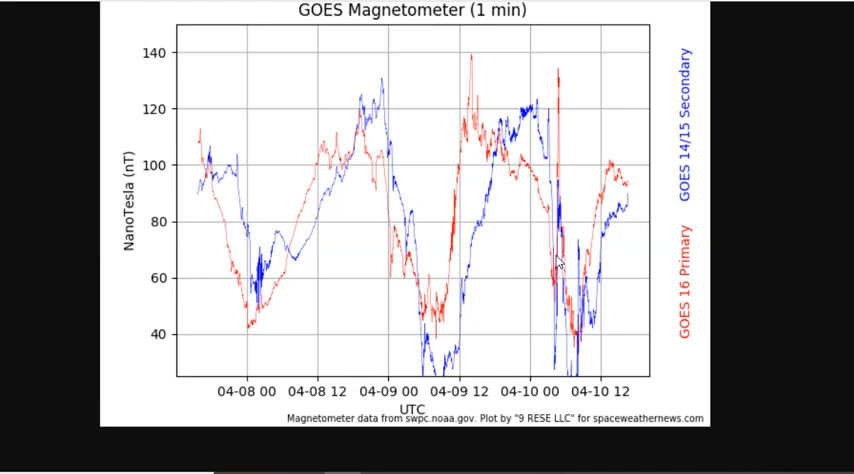 GOES Magnetometer (1 min)
140
120
100
80
60
40
NanoTesla (nT)
GOES 14/15 Secondary
GOES 16 Primary
04-08 00
04-08 12
04-09 00
04-09 12
04-10 00
04-10 12
UTC
Magnetometer data from swpc.noaa.gov. Plot by "9 RESE LLC" for spaceweathernews.com